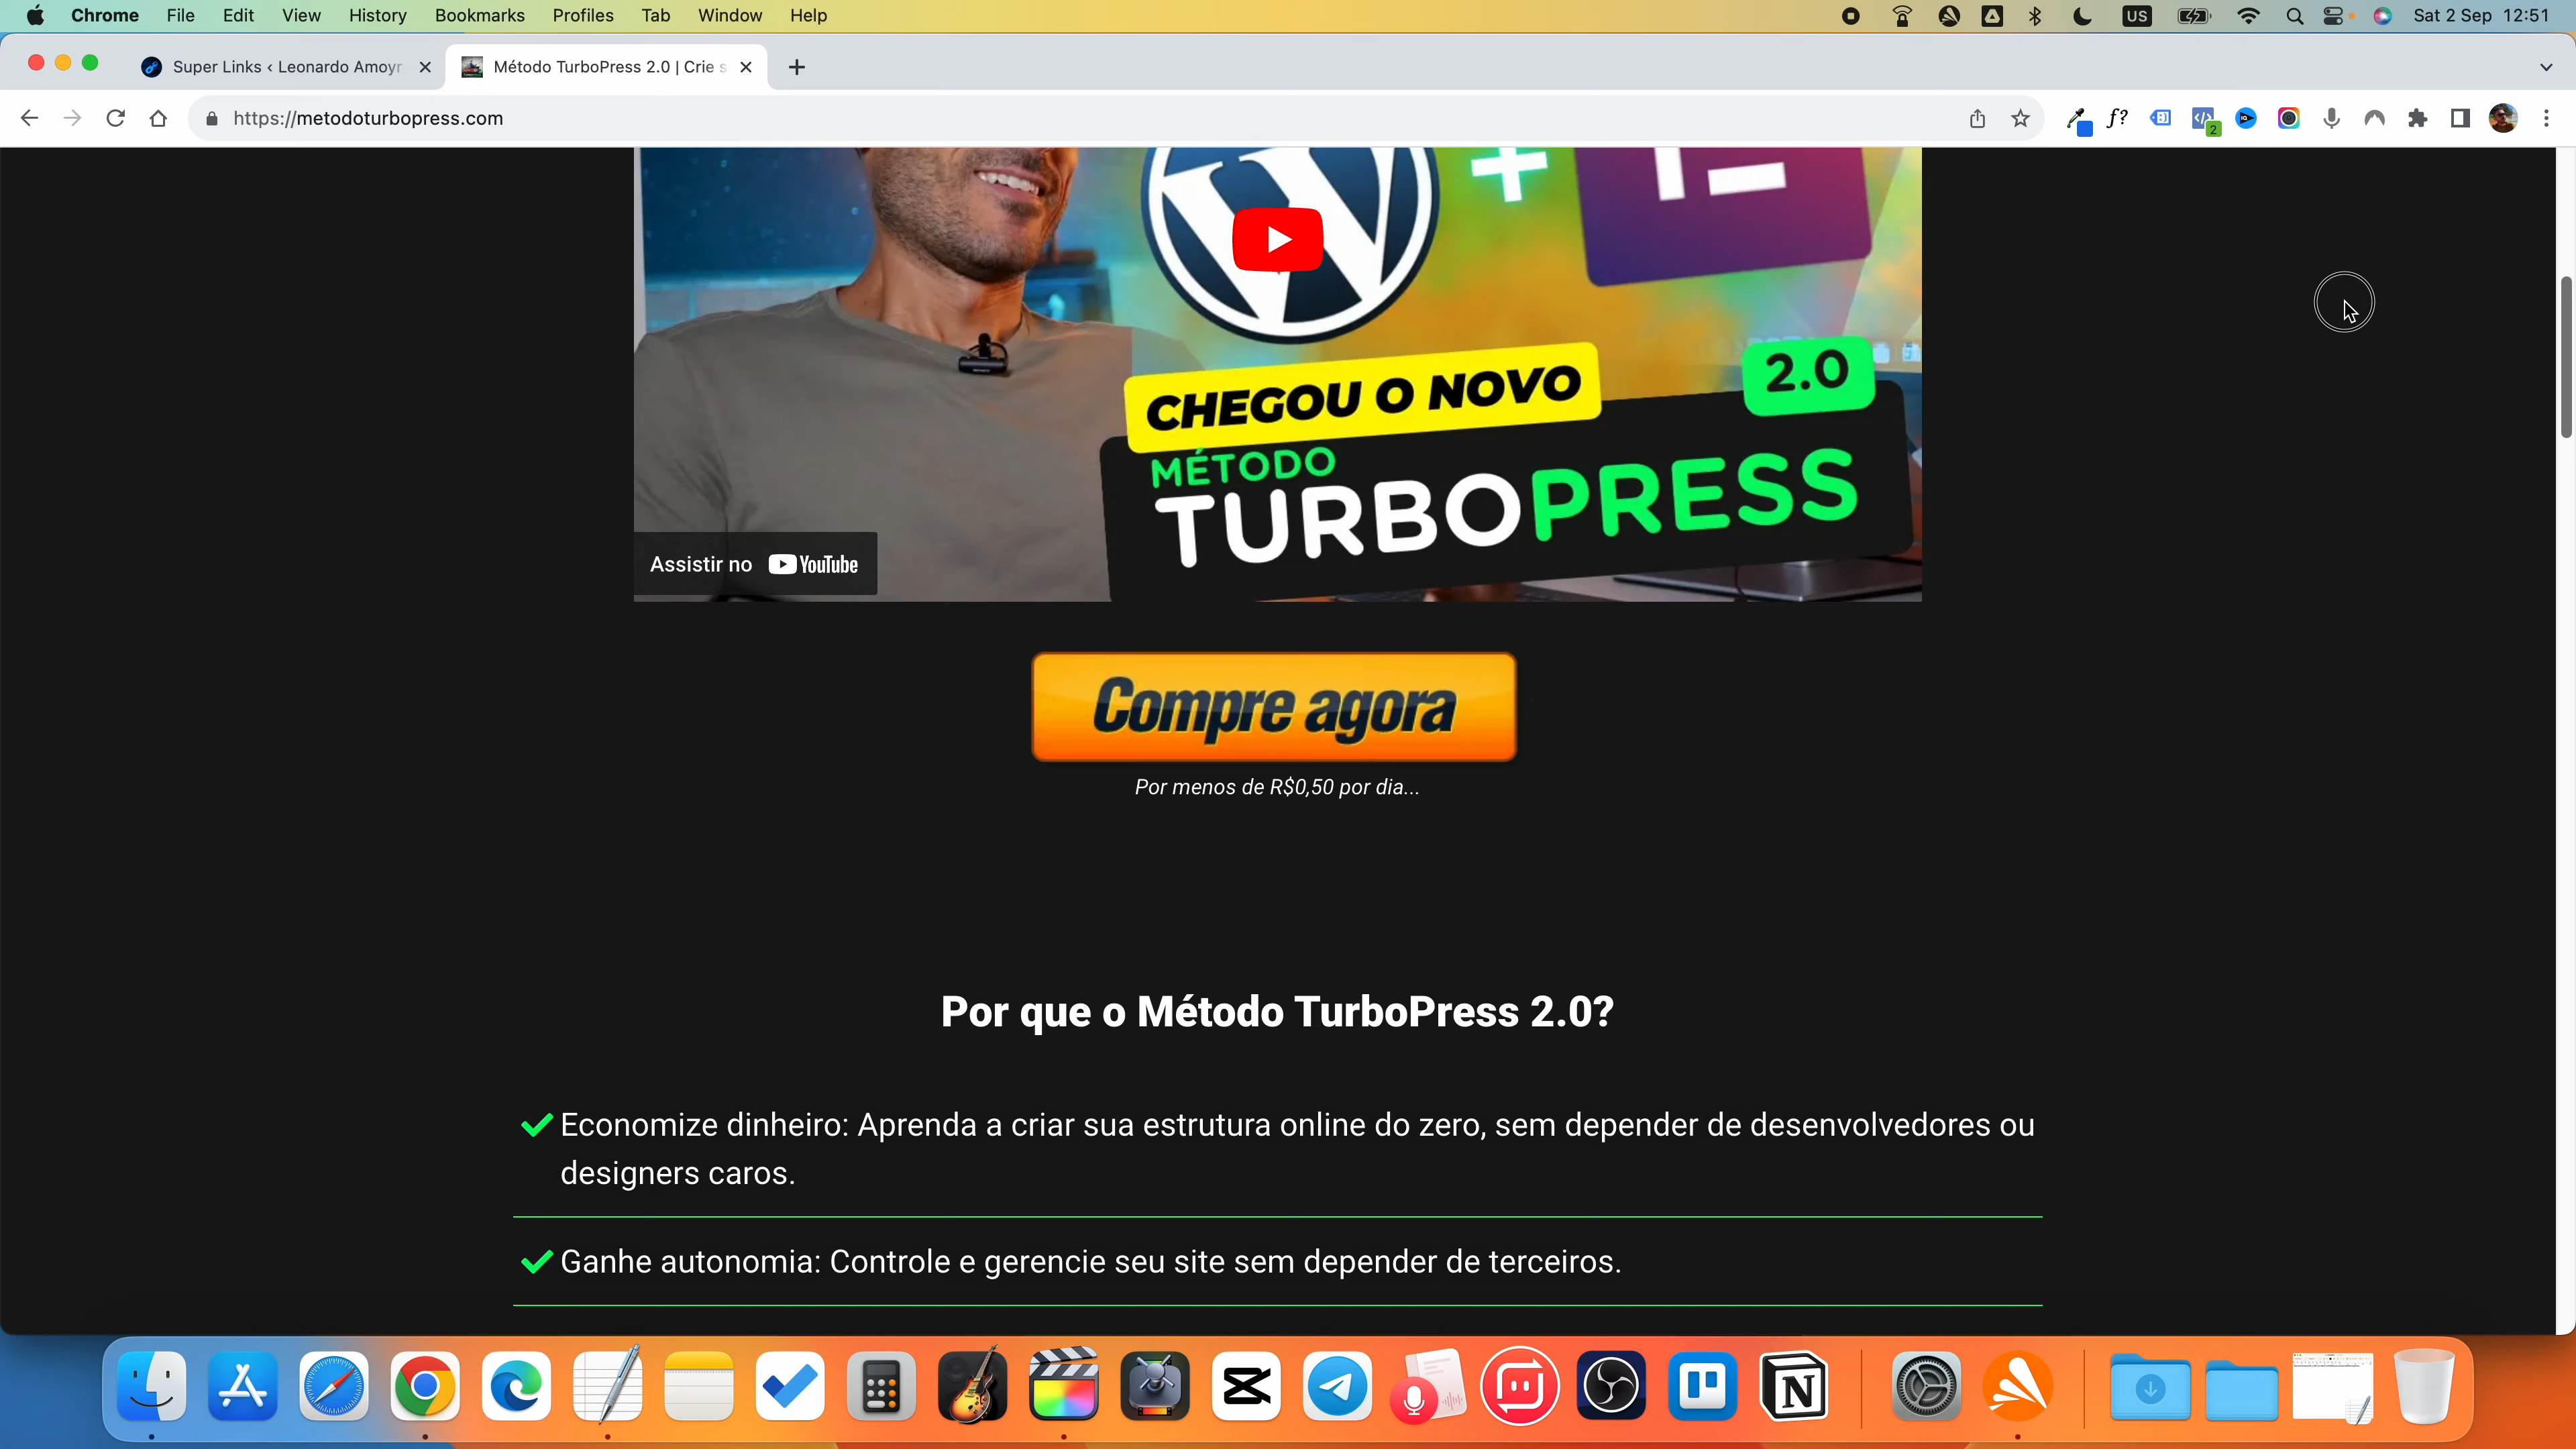 Chrome File Edit View History Bookmarks Profiles Tab Window Help
US
Sat 2 Sep 12:51
Super Links ‹ Leonardo Amoyr
Método TurboPress 2.0 | Crie s
https://metodoturbopress.com
f?
2
CHEGOU O NOVO
2.0
MÉTODO
TURBOPRESS
Assistir no YouTube
Compre agora
Por menos de R$0,50 por dia...
Por que o Método TurboPress 2.0?
Economize dinheiro: Aprenda a criar sua estrutura online do zero, sem depender de desenvolvedores ou
designers caros.
Ganhe autonomia: Controle e gerencie seu site sem depender de terceiros.